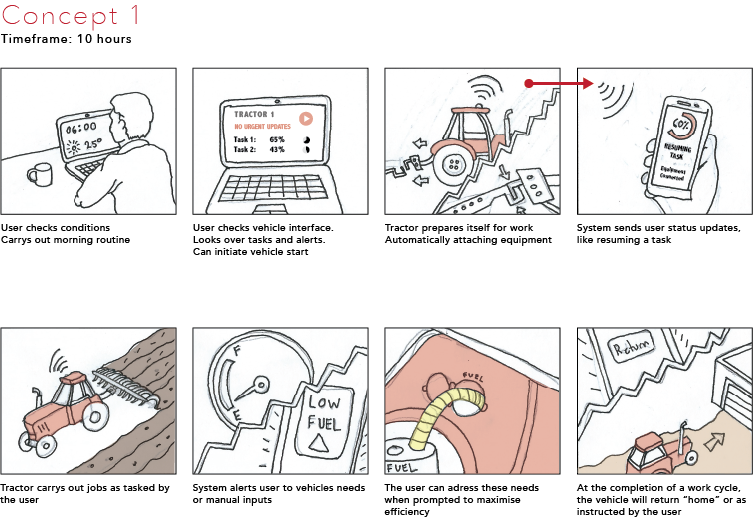 Concept 1
Timeframe: 10 hours
06:00
25°
User checks conditions
Carrys out morning routine
TRACTOR 1
NO URGENT UPDATES
Task 1: 65%
Task 2: 43%
User checks vehicle interface.
Looks over tasks and alerts.
Can initiate vehicle start
Tractor prepares itself for work
Automatically attaching equipment
60%
RESUMING
TASK
Equipment
Connected
System sends user status updates,
like resuming a task
Tractor carrys out jobs as tasked by
the user
F
E
LOW
FUEL
System alerts user to vehicles needs
or manual inputs
FUEL
FUEL
The user can adress these needs
when prompted to maximise
efficiency
Return
At the completion of a work cycle,
the vehicle will return “home” or as
instructed by the user